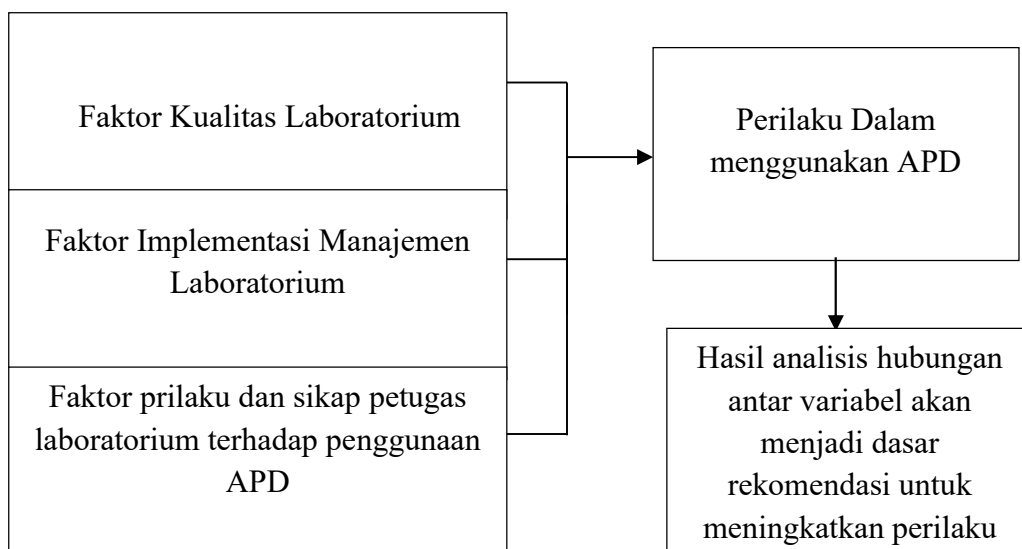 Faktor Kualitas Laboratorium
Faktor Implementasi Manajemen
Laboratorium
Faktor prilaku dan sikap petugas
laboratorium terhadap penggunaan
APD
Perilaku Dalam
menggunakan APD
Hasil analisis hubungan
antar variabel akan
menjadi dasar
rekomendasi untuk
meningkatkan perilaku